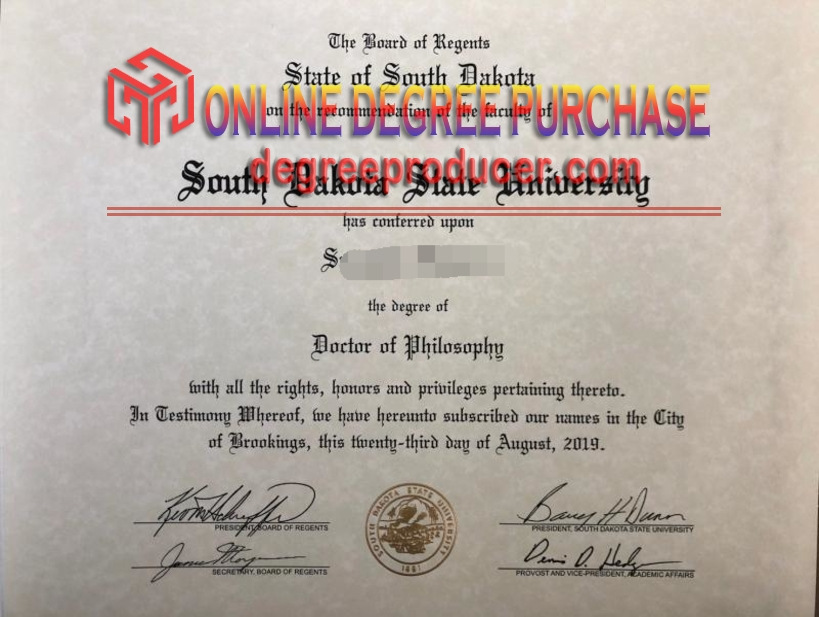 The Board of Regents
State of South Dakota
on the recommendation of the faculty of
ONLINE DEGREE PURCHASE
degreeproducer.com
South Dakota State University
has conferred upon
S
the degree of
Doctor of Philosophy
with all the rights, honors and privileges pertaining thereto.
In Testimony Whereof, we have hereunto subscribed our names in the City
of Brookings, this twenty-third day of August, 2019.
PRESIDENT, BOARD OF REGENTS
SECRETARY, BOARD OF REGENTS
SOUTH DAKOTA STATE UNIVERSITY
1881
Barry H Dunn
PRESIDENT, SOUTH DAKOTA STATE UNIVERSITY
PROVOST AND VICE-PRESIDENT, ACADEMIC AFFAIRS